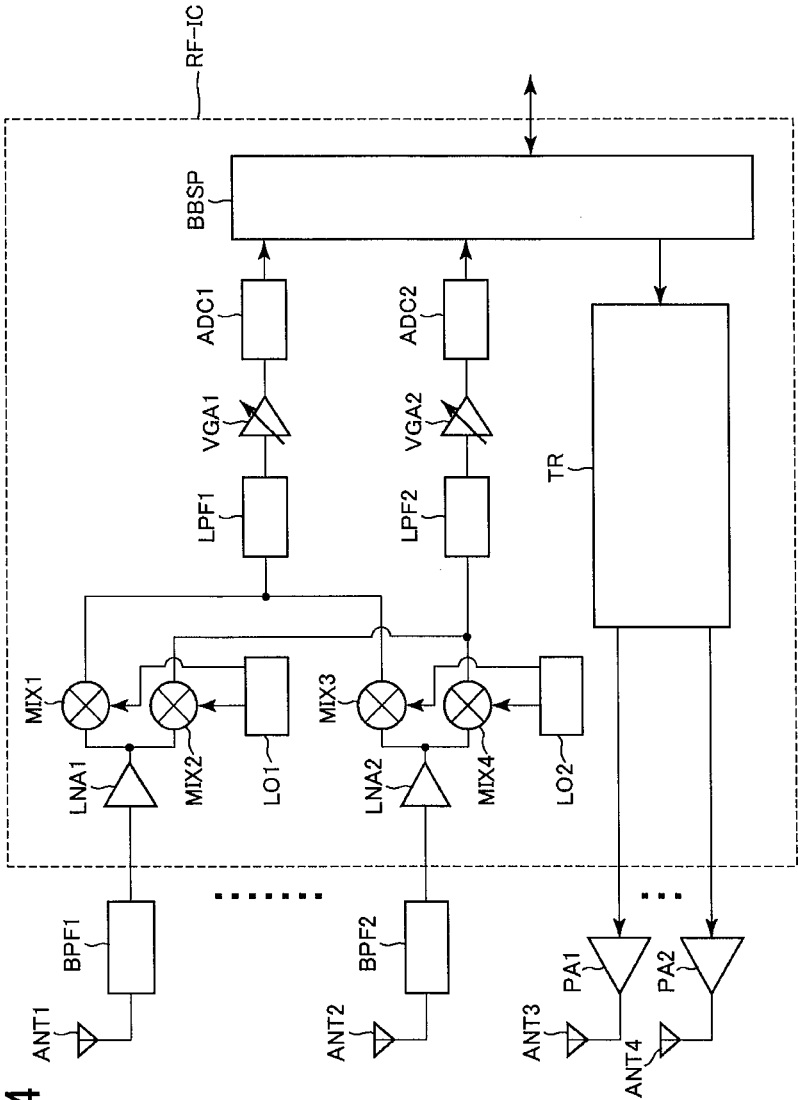 4
RF-IC
BBSP
ADC1
ADC2
VGA1
VGA2
TR
LPF1
LPF2
MIX1
MIX2
MIX3
MIX4
LNA1
LO1
LNA2
LO2
BPF1
BPF2
PA1
PA2
ANT1
ANT2
ANT3
ANT4